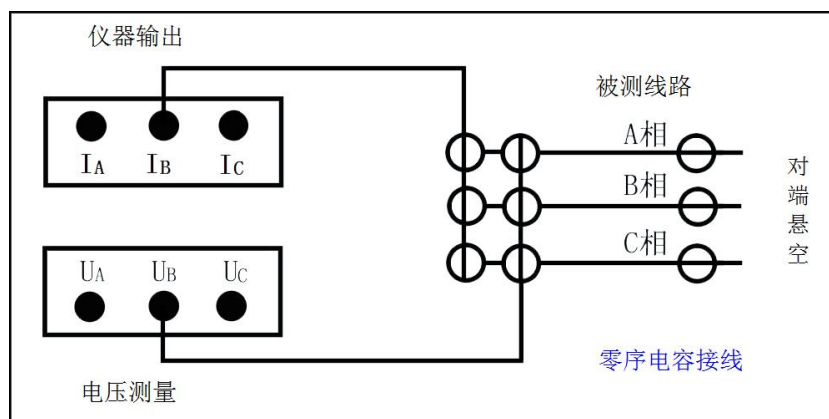 仪器输出
IA IB IC
被测线路
A相
B相
C相
对端悬空
UA UB UC
电压测量
零序电容接线